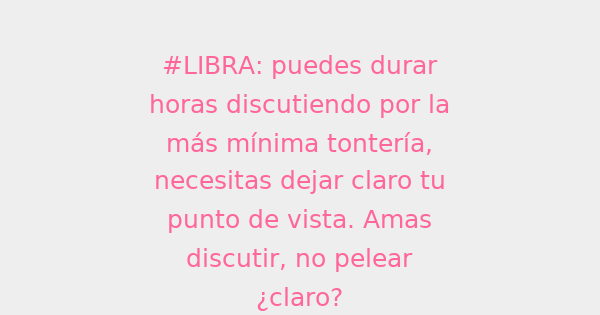 #LIBRA: puedes durar
horas discutiendo por la
más mínima tontería,
necesitas dejar claro tu
punto de vista. Amas
discutir, no pelear
¿claro?